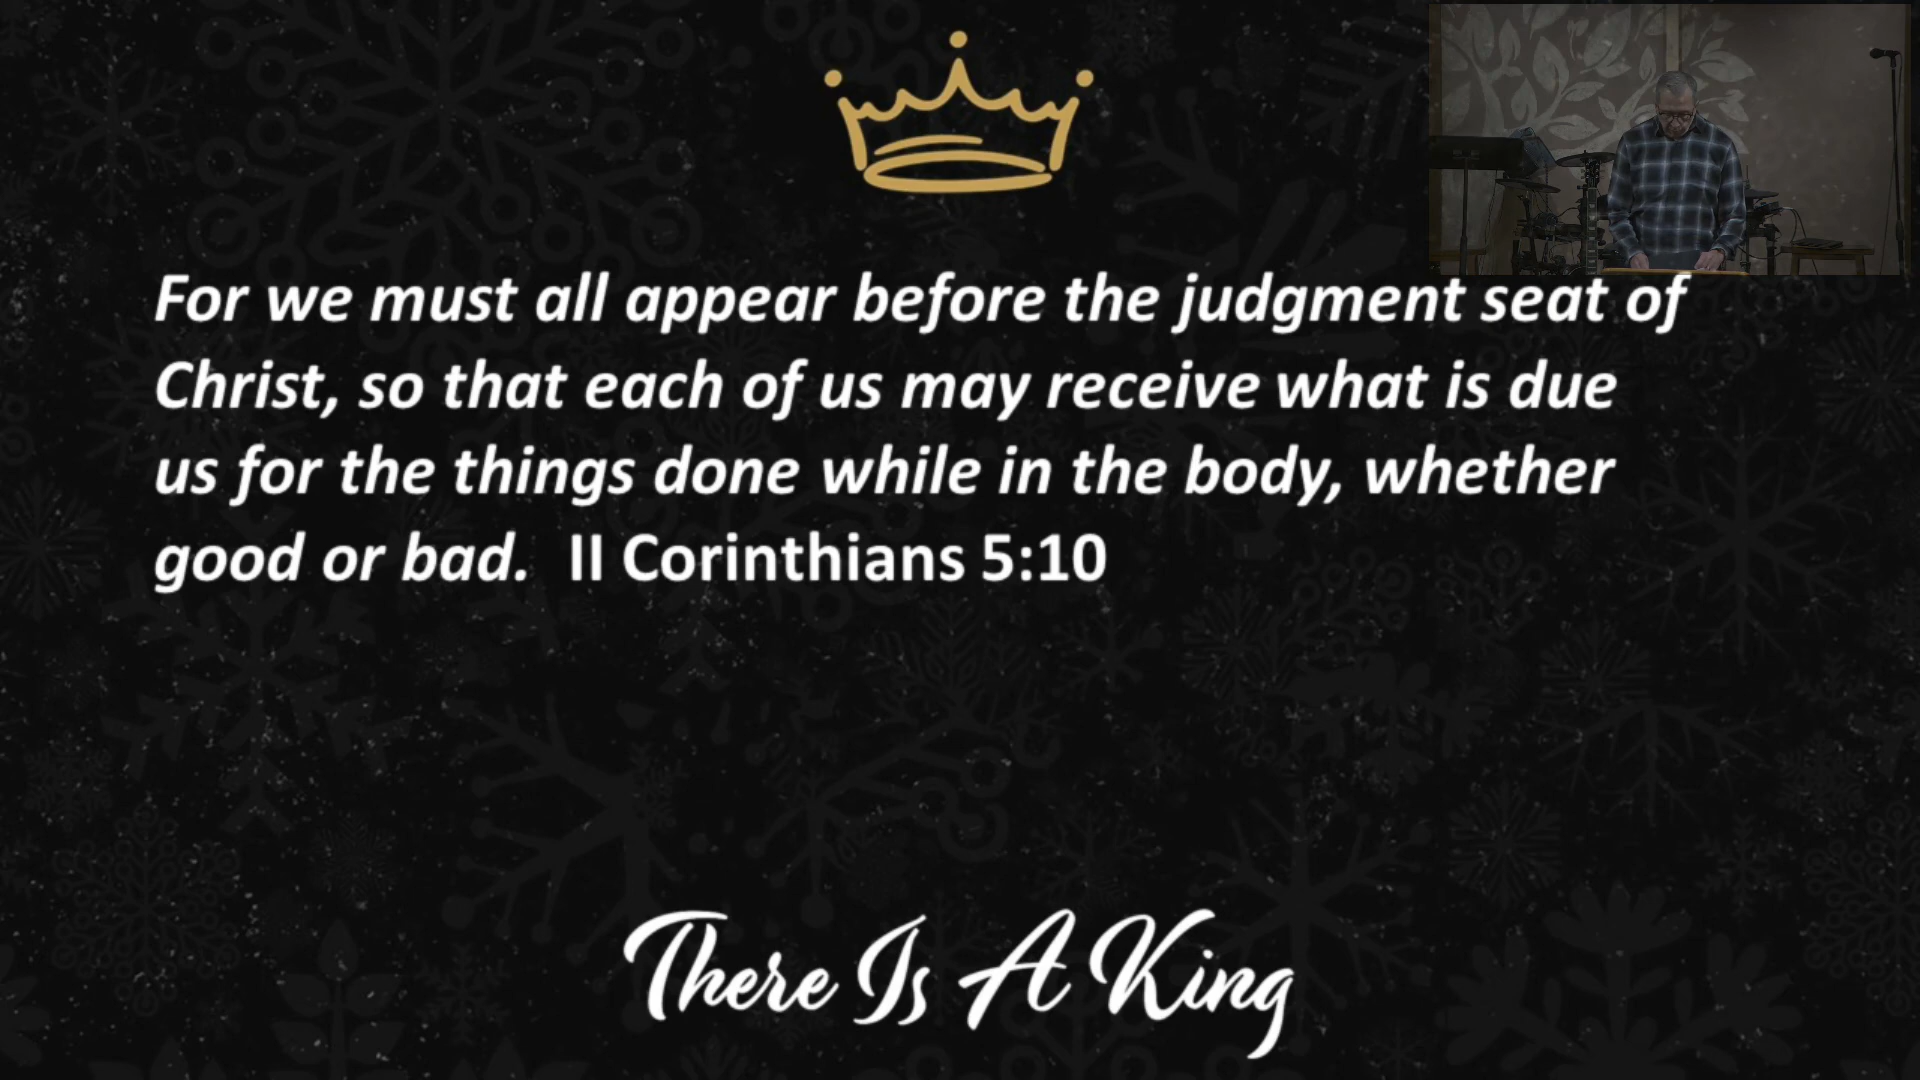 For we must all appear before the judgment seat of
Christ, so that each of us may receive what is due
us for the things done while in the body, whether
good or bad.  II Corinthians 5:10
There Is A King